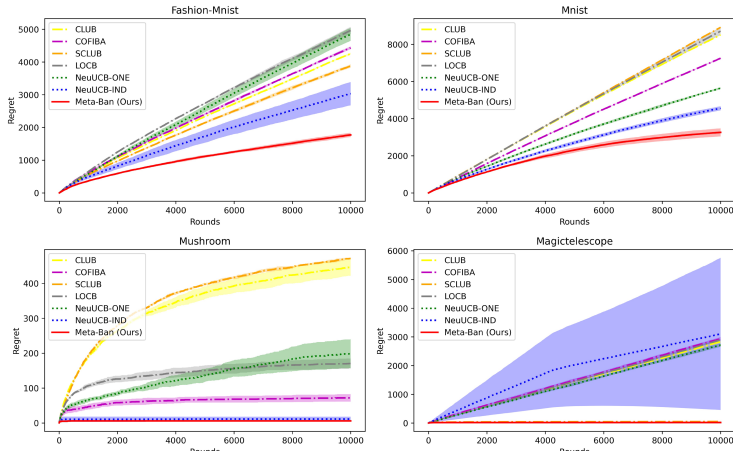 Fashion-Mnist
5000
4000
3000
2000
1000
0
Regret
CLUB
COFIBA
SCLUB
LOCB
NeuUCB-ONE
NeuUCB-IND
Meta-Ban (Ours)
0 2000 4000 6000 8000 10000
Rounds
Mnist
8000
6000
4000
2000
0
Regret
CLUB
COFIBA
SCLUB
LOCB
NeuUCB-ONE
NeuUCB-IND
Meta-Ban (Ours)
0 2000 4000 6000 8000 10000
Rounds
Mushroom
400
300
200
100
0
Regret
CLUB
COFIBA
SCLUB
LOCB
NeuUCB-ONE
NeuUCB-IND
Meta-Ban (Ours)
0 2000 4000 6000 8000 10000
Rounds
Magictelescope
6000
5000
4000
3000
2000
1000
0
Regret
CLUB
COFIBA
SCLUB
LOCB
NeuUCB-ONE
NeuUCB-IND
Meta-Ban (Ours)
0 2000 4000 6000 8000 10000
Rounds